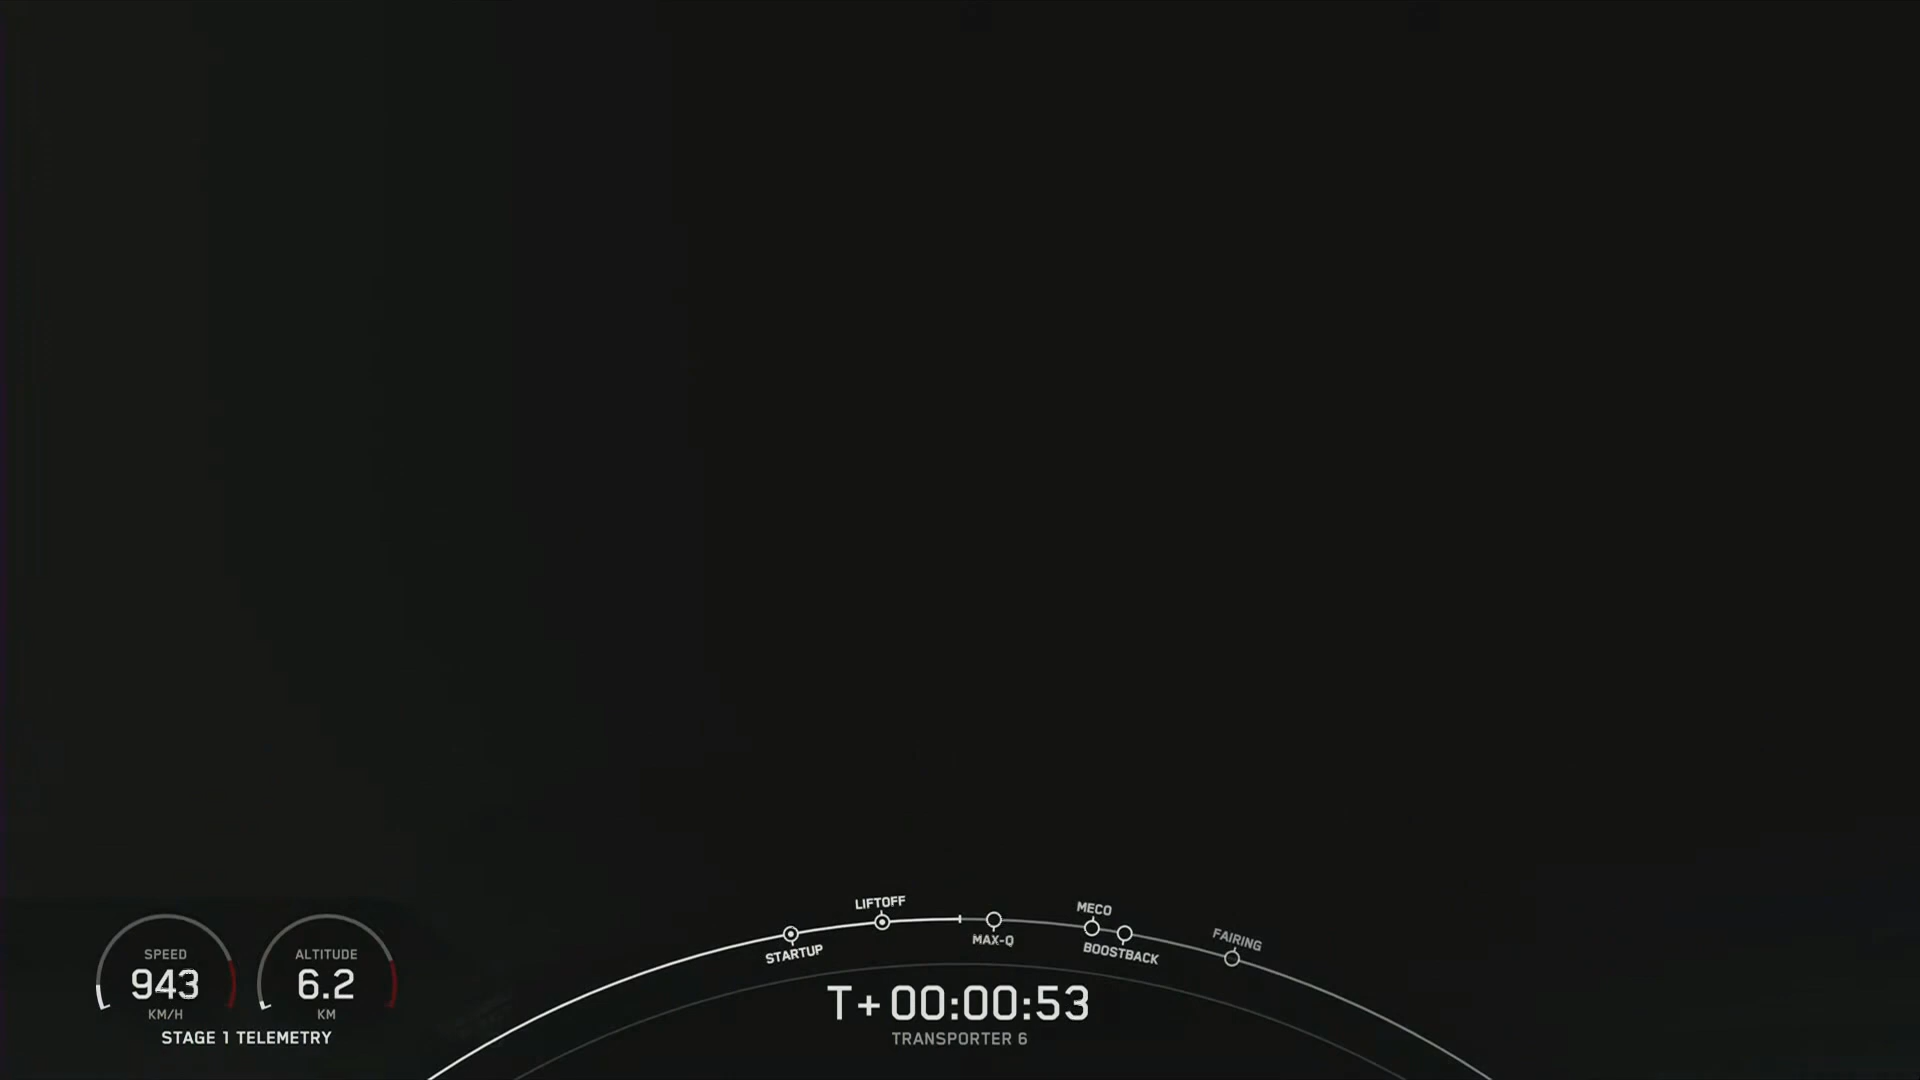 LIFTOFF
MECO
STARTUP
MAX-Q
BOOSTBACK
FAIRING
SPEED
943
KM/H
ALTITUDE
6.2
KM
STAGE 1 TELEMETRY
T+00:00:53
TRANSPORTER 6